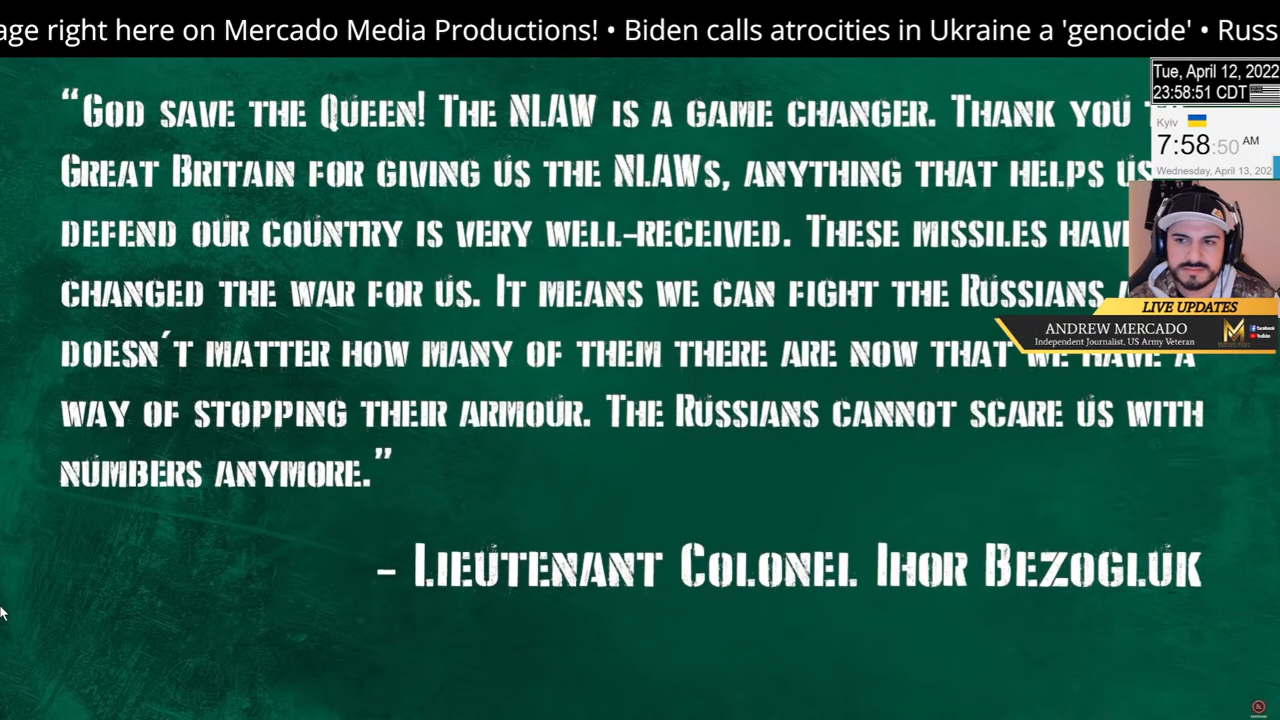 age right here on Mercado Media Productions! • Biden calls atrocities in Ukraine a 'genocide' • Russ
Tue, April 12, 2022
23:58:51 CDT
Kyiv
7:58:50 AM
Wednesday, April 13, 202
“God save the Queen! The NLAW is a game changer. Thank you
Great Britain for giving us the NLAWs, anything that helps us
defend our country is very well-received. These missiles have
changed the war for us. It means we can fight the Russians
doesn´t matter how many of them there are now that we have a
way of stopping their armour. The Russians cannot scare us with
numbers anymore.”
- Lieutenant Colonel Ihor Bezogluk
LIVE UPDATES
ANDREW MERCADO
Independent Journalist, US Army Veteran
facebook
YouTube